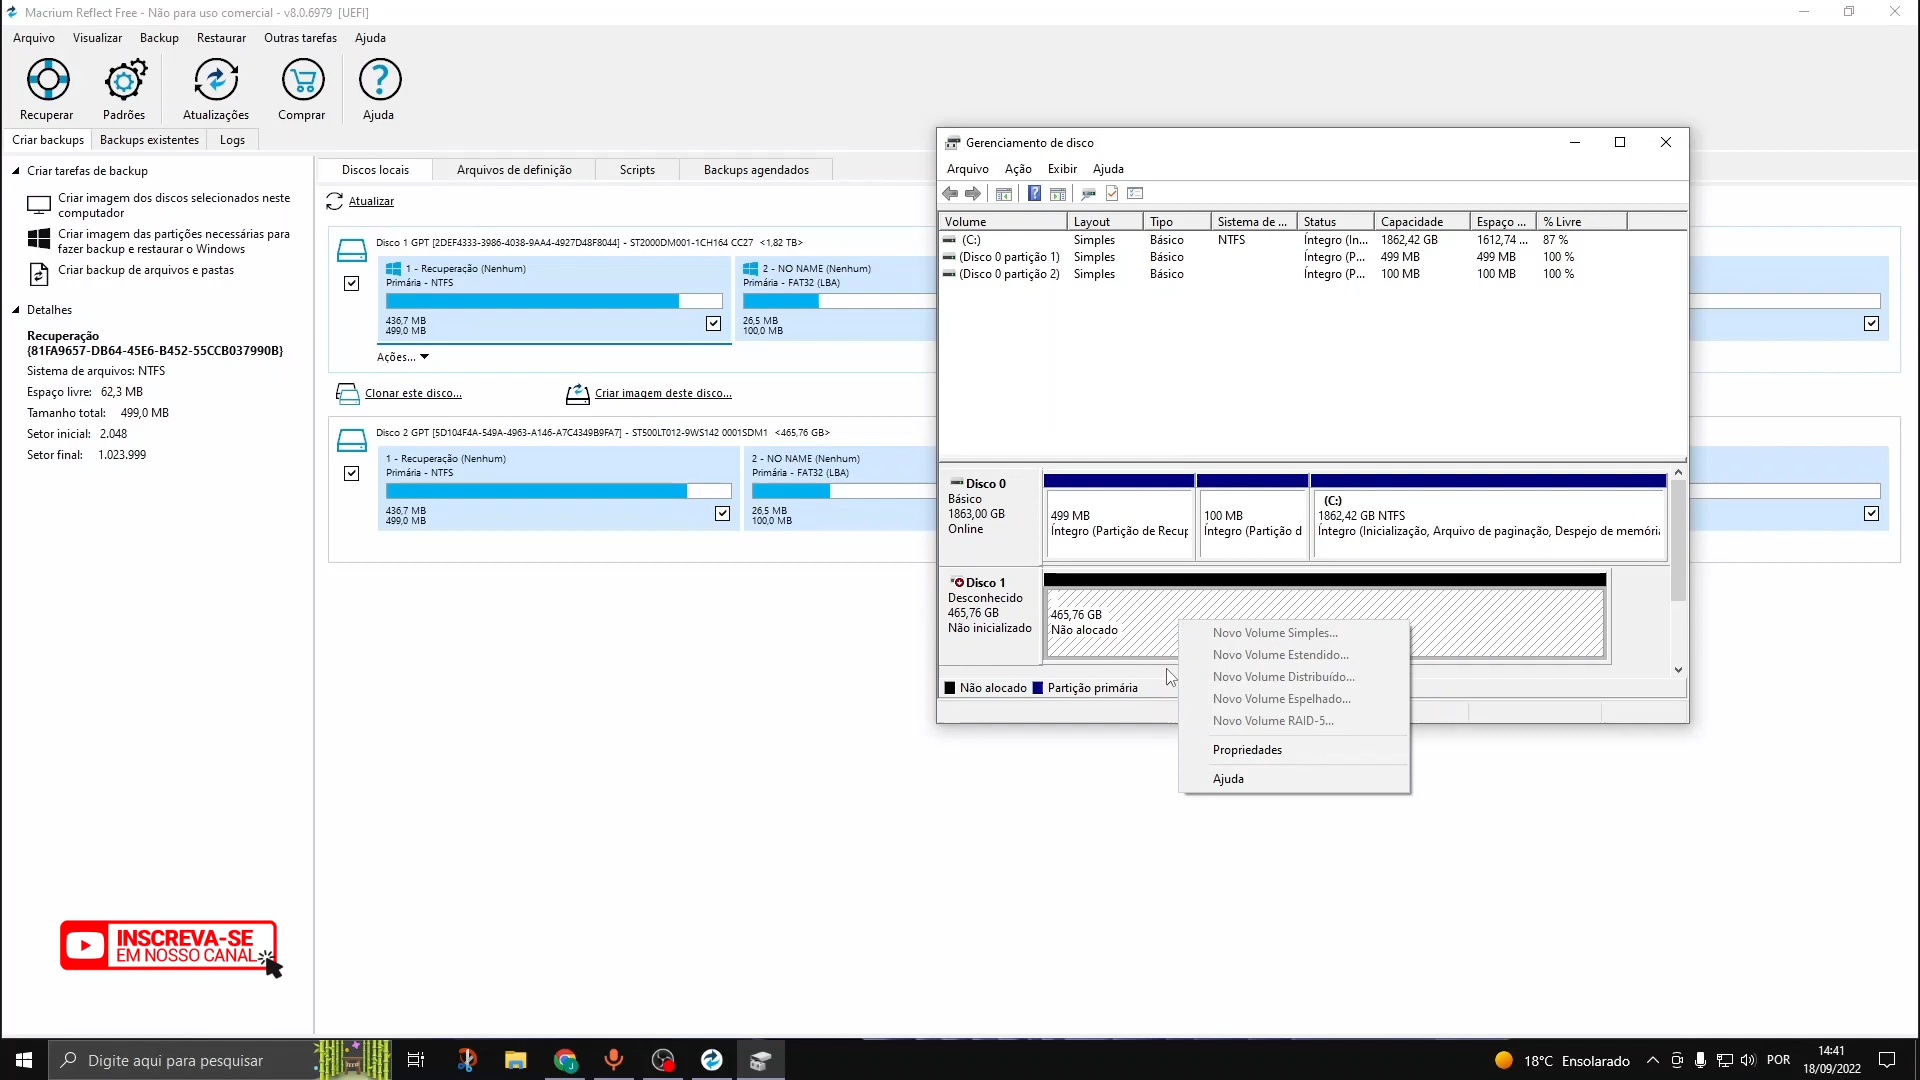 Macrium Reflect Free - Não para uso comercial - v8.0.6979 [UEFI]
Arquivo Visualizar Backup Restaurar Outras tarefas Ajuda
Recuperar Padrões Atualizações Comprar Ajuda
Criar backups Backups existentes Logs
Criar tarefas de backup
Criar imagem dos discos selecionados neste
computador
Criar imagem das partições necessárias para
fazer backup e restauro o Windows
Criar backup de arquivos e pastas
Detalhes
Recuperação
{81FA9657-DB64-45E6-B452-55CCB037990B}
Sistema de arquivos: NTFS
Espaço livre: 62,3 MB
Tamanho total: 499,0 MB
Setor inicial: 2.048
Setor final: 1.023.999
INSCREVA-SE
EM NOSSO CANAL
Discos locais Arquivos de definição Scripts Backups agendados
Atualizar
Disco 1 GPT [2DEF4333-3986-4038-9AA4-4927D48F8044] - ST2000DM001-1CH164 CC27 <1,82 TB>
1 - Recuperação (Nenhum)
Primária - NTFS
436,7 MB
499,0 MB
2 - NO NAME (Nenhum)
Primária - FAT32 (LBA)
26,5 MB
100,0 MB
Ações...
Clonar este disco... Criar imagem deste disco...
Disco 2 GPT [5D104F4A-549A-4963-A146-A7C4349B9FA7] - ST500LT012-9WS142 0001SDM1 <465,76 GB>
1 - Recuperação (Nenhum)
Primária - NTFS
436,7 MB
499,0 MB
2 - NO NAME (Nenhum)
Primária - FAT32 (LBA)
26,5 MB
100,0 MB
Gerenciamento de disco
Arquivo Ação Exibir Ajuda
Volume Layout Tipo Sistema de ... Status Capacidade Espaço ... % Livre
(C:) Simples Básico NTFS Íntegro (In... 1862,42 GB 1612,74 ... 87 %
(Disco 0 partição 1) Simples Básico Íntegro (P... 499 MB 499 MB 100 %
(Disco 0 partição 2) Simples Básico Íntegro (P... 100 MB 100 MB 100 %
Disco 0
Básico
1863,00 GB
Online
499 MB
Íntegro (Partição de Recup
100 MB
Íntegro (Partição d
(C:)
1862,42 GB NTFS
Íntegro (Inicialização, Arquivo de paginação, Despejo de memória
Disco 1
Desconhecido
465,76 GB
Não inicializado
465,76 GB
Não alocado
Não alocado Partição primária
Novo Volume Simples...
Novo Volume Estendido...
Novo Volume Distribuído...
Novo Volume Espelhado...
Novo Volume RAID-5...
Propriedades
Ajuda
Digite aqui para pesquisar
18°C Ensolarado
POR
14:41
18/09/2022